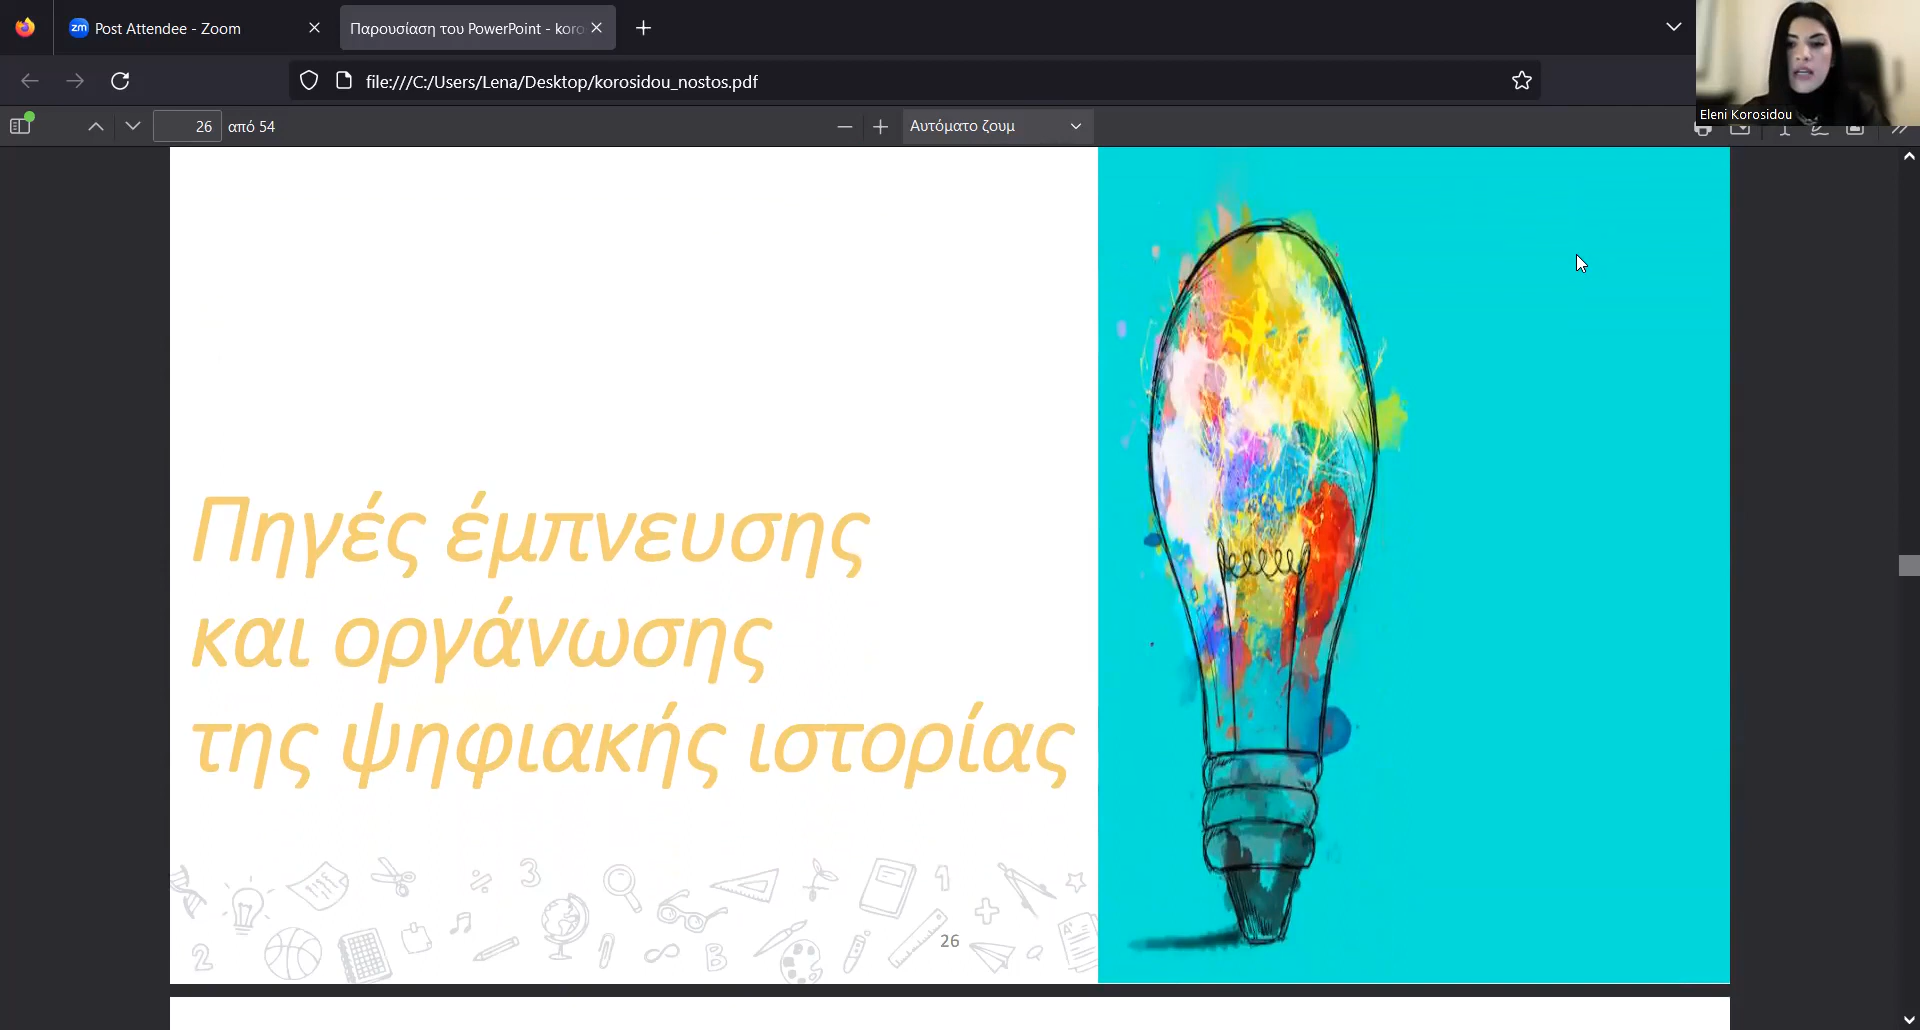 Post Attendee - Zoom
Παρουσίαση του PowerPoint - koro
file:///C:/Users/Lena/Desktop/korosidou_nostos.pdf
Eleni Korosidou
26 από 54
Αυτόματο ζουμ
Πηγές έμπνευσης
και οργάνωσης
της ψηφιακής ιστορίας
26